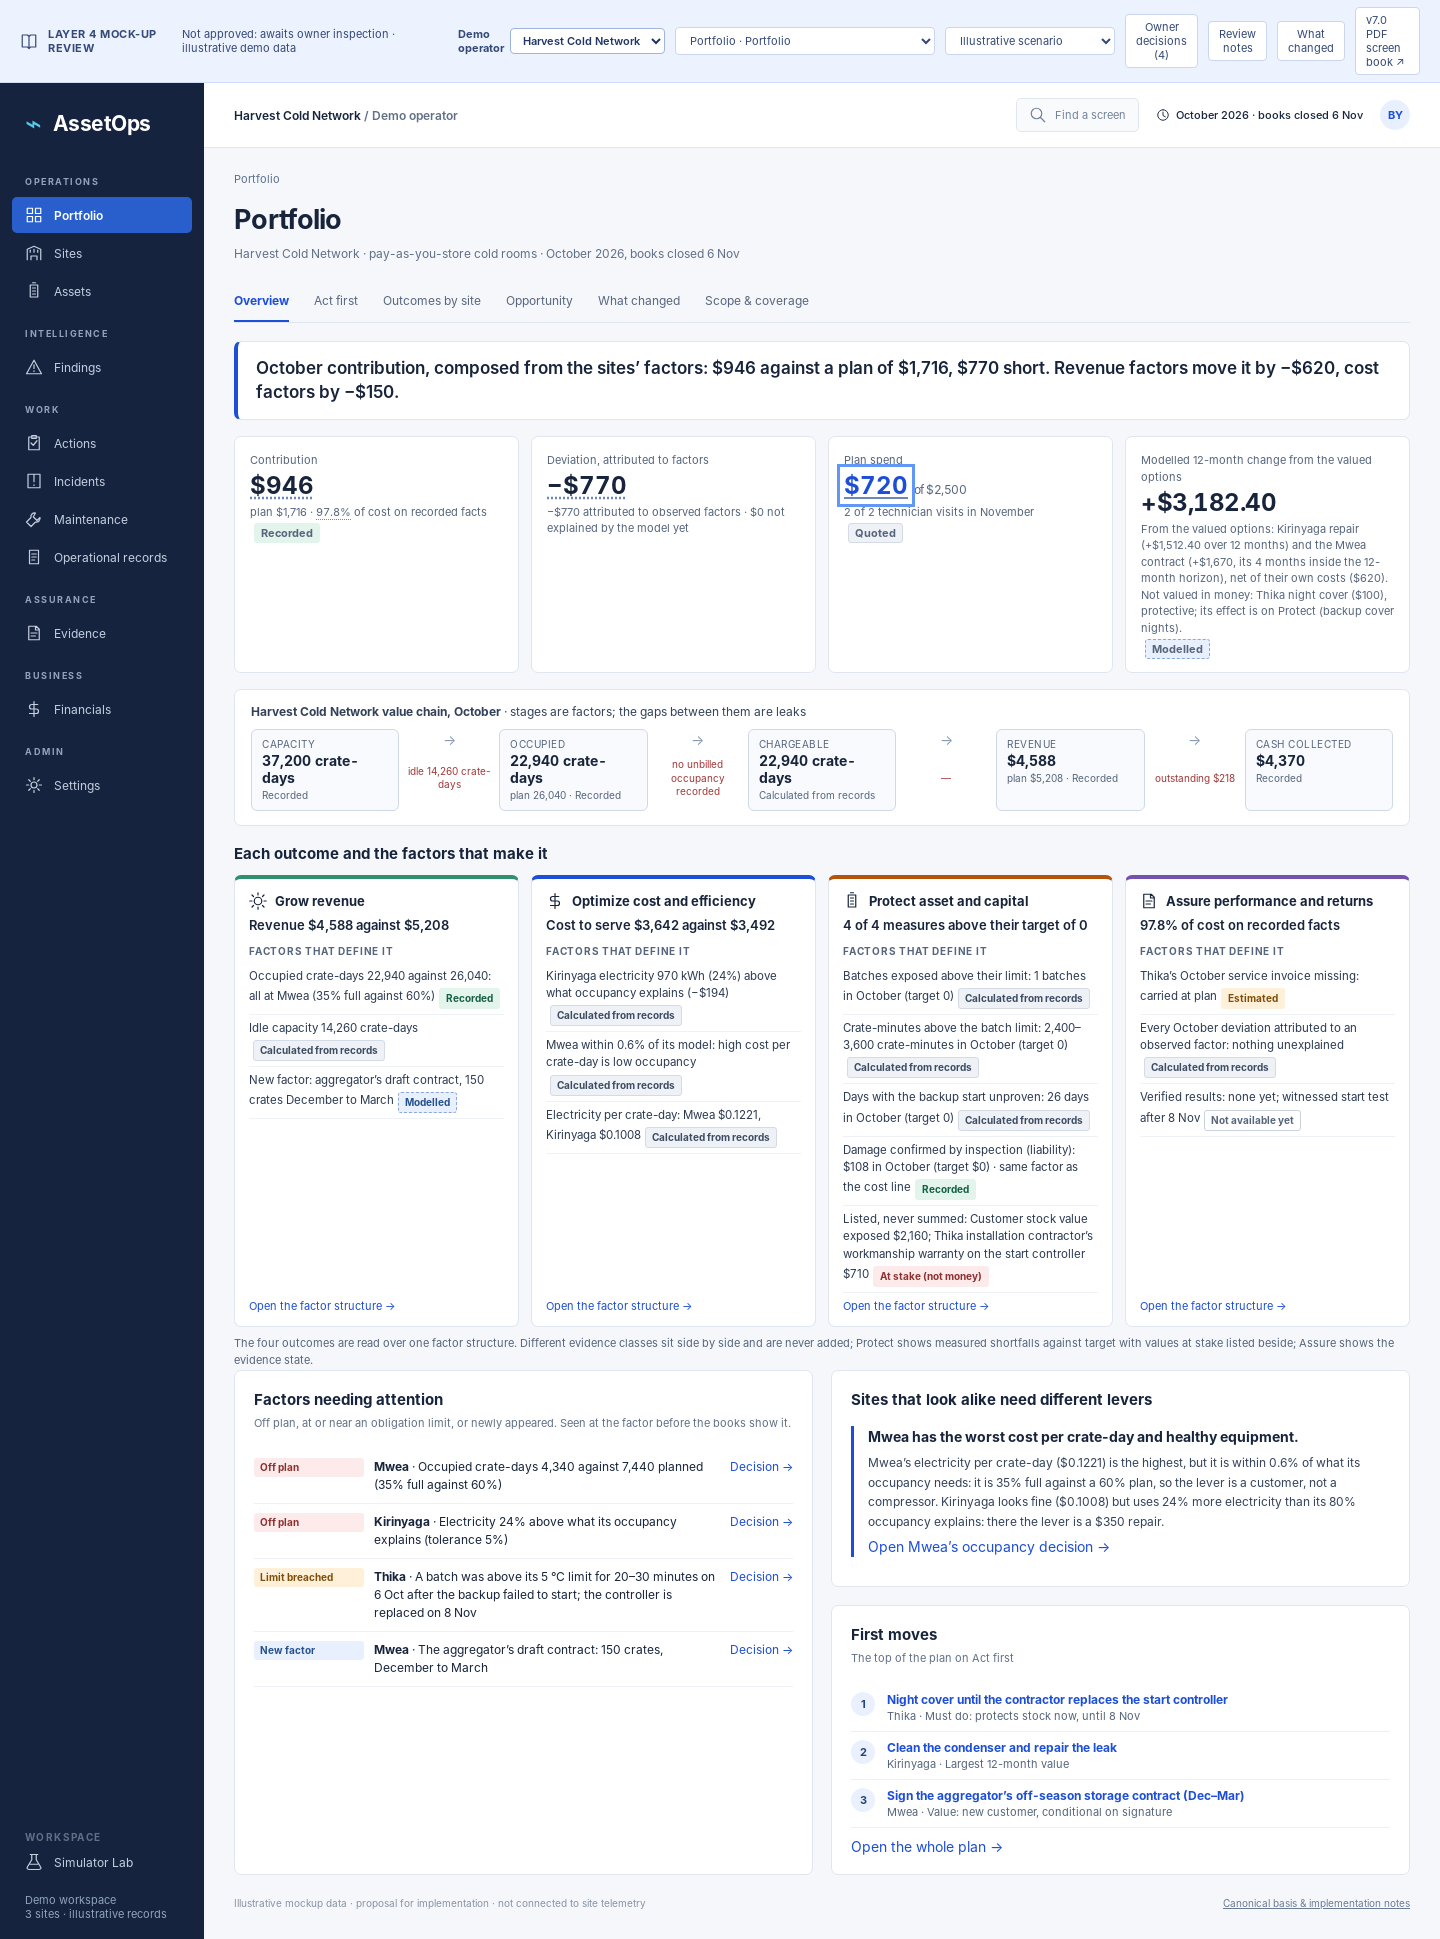 LAYER 4 MOCK-UP
REVIEW
Not approved: awaits owner inspection ·
illustrative demo data
Demo
operator
Harvest Cold Network
Portfolio · Portfolio
Illustrative scenario
Owner
decisions
(4)
Review
notes
What
changed
v7.0
PDF
screen
book ↗
AssetOps
OPERATIONS
Portfolio
Sites
Assets
INTELLIGENCE
Findings
WORK
Actions
Incidents
Maintenance
Operational records
ASSURANCE
Evidence
BUSINESS
Financials
ADMIN
Settings
WORKSPACE
Simulator Lab
Demo workspace
3 sites · illustrative records
Harvest Cold Network / Demo operator
Find a screen
October 2026 · books closed 6 Nov
BY
Portfolio
Portfolio
Harvest Cold Network · pay-as-you-store cold rooms · October 2026, books closed 6 Nov
Overview
Act first
Outcomes by site
Opportunity
What changed
Scope & coverage
October contribution, composed from the sites’ factors: $946 against a plan of $1,716, $770 short. Revenue factors move it by −$620, cost
factors by −$150.
Contribution
$946
plan $1,716 · 97.8% of cost on recorded facts
Recorded
Deviation, attributed to factors
−$770
−$770 attributed to observed factors · $0 not
explained by the model yet
Plan spend
$720 of $2,500
2 of 2 technician visits in November
Quoted
Modelled 12-month change from the valued
options
+$3,182.40
From the valued options: Kirinyaga repair
(+$1,512.40 over 12 months) and the Mwea
contract (+$1,670, its 4 months inside the 12-
month horizon), net of their own costs ($620).
Not valued in money: Thika night cover ($100),
protective; its effect is on Protect (backup cover
nights).
Modelled
Harvest Cold Network value chain, October · stages are factors; the gaps between them are leaks
CAPACITY
37,200 crate-
days
Recorded
→
idle 14,260 crate-
days
OCCUPIED
22,940 crate-
days
plan 26,040 · Recorded
→
no unbilled
occupancy
recorded
CHARGEABLE
22,940 crate-
days
Calculated from records
→
—
REVENUE
$4,588
plan $5,208 · Recorded
→
outstanding $218
CASH COLLECTED
$4,370
Recorded
Each outcome and the factors that make it
Grow revenue
Revenue $4,588 against $5,208
FACTORS THAT DEFINE IT
Occupied crate-days 22,940 against 26,040:
all at Mwea (35% full against 60%) Recorded
Idle capacity 14,260 crate-days
Calculated from records
New factor: aggregator’s draft contract, 150
crates December to March Modelled
Open the factor structure →
Optimize cost and efficiency
Cost to serve $3,642 against $3,492
FACTORS THAT DEFINE IT
Kirinyaga electricity 970 kWh (24%) above
what occupancy explains (−$194)
Calculated from records
Mwea within 0.6% of its model: high cost per
crate-day is low occupancy
Calculated from records
Electricity per crate-day: Mwea $0.1221,
Kirinyaga $0.1008 Calculated from records
Open the factor structure →
Protect asset and capital
4 of 4 measures above their target of 0
FACTORS THAT DEFINE IT
Batches exposed above their limit: 1 batches
in October (target 0) Calculated from records
Crate-minutes above the batch limit: 2,400–
3,600 crate-minutes in October (target 0)
Calculated from records
Days with the backup start unproven: 26 days
in October (target 0) Calculated from records
Damage confirmed by inspection (liability):
$108 in October (target $0) · same factor as
the cost line Recorded
Listed, never summed: Customer stock value
exposed $2,160; Thika installation contractor’s
workmanship warranty on the start controller
$710 At stake (not money)
Open the factor structure →
Assure performance and returns
97.8% of cost on recorded facts
FACTORS THAT DEFINE IT
Thika’s October service invoice missing:
carried at plan Estimated
Every October deviation attributed to an
observed factor: nothing unexplained
Calculated from records
Verified results: none yet; witnessed start test
after 8 Nov Not available yet
Open the factor structure →
The four outcomes are read over one factor structure. Different evidence classes sit side by side and are never added; Protect shows measured shortfalls against target with values at stake listed beside; Assure shows the
evidence state.
Factors needing attention
Off plan, at or near an obligation limit, or newly appeared. Seen at the factor before the books show it.
Off plan
Mwea · Occupied crate-days 4,340 against 7,440 planned
(35% full against 60%)
Decision →
Off plan
Kirinyaga · Electricity 24% above what its occupancy
explains (tolerance 5%)
Decision →
Limit breached
Thika · A batch was above its 5 °C limit for 20–30 minutes on
6 Oct after the backup failed to start; the controller is
replaced on 8 Nov
Decision →
New factor
Mwea · The aggregator’s draft contract: 150 crates,
December to March
Decision →
Sites that look alike need different levers
Mwea has the worst cost per crate-day and healthy equipment.
Mwea’s electricity per crate-day ($0.1221) is the highest, but it is within 0.6% of what its
occupancy needs: it is 35% full against a 60% plan, so the lever is a customer, not a
compressor. Kirinyaga looks fine ($0.1008) but uses 24% more electricity than its 80%
occupancy explains: there the lever is a $350 repair.
Open Mwea’s occupancy decision →
First moves
The top of the plan on Act first
1
Night cover until the contractor replaces the start controller
Thika · Must do: protects stock now, until 8 Nov
2
Clean the condenser and repair the leak
Kirinyaga · Largest 12-month value
3
Sign the aggregator’s off-season storage contract (Dec–Mar)
Mwea · Value: new customer, conditional on signature
Open the whole plan →
Illustrative mockup data · proposal for implementation · not connected to site telemetry
Canonical basis & implementation notes